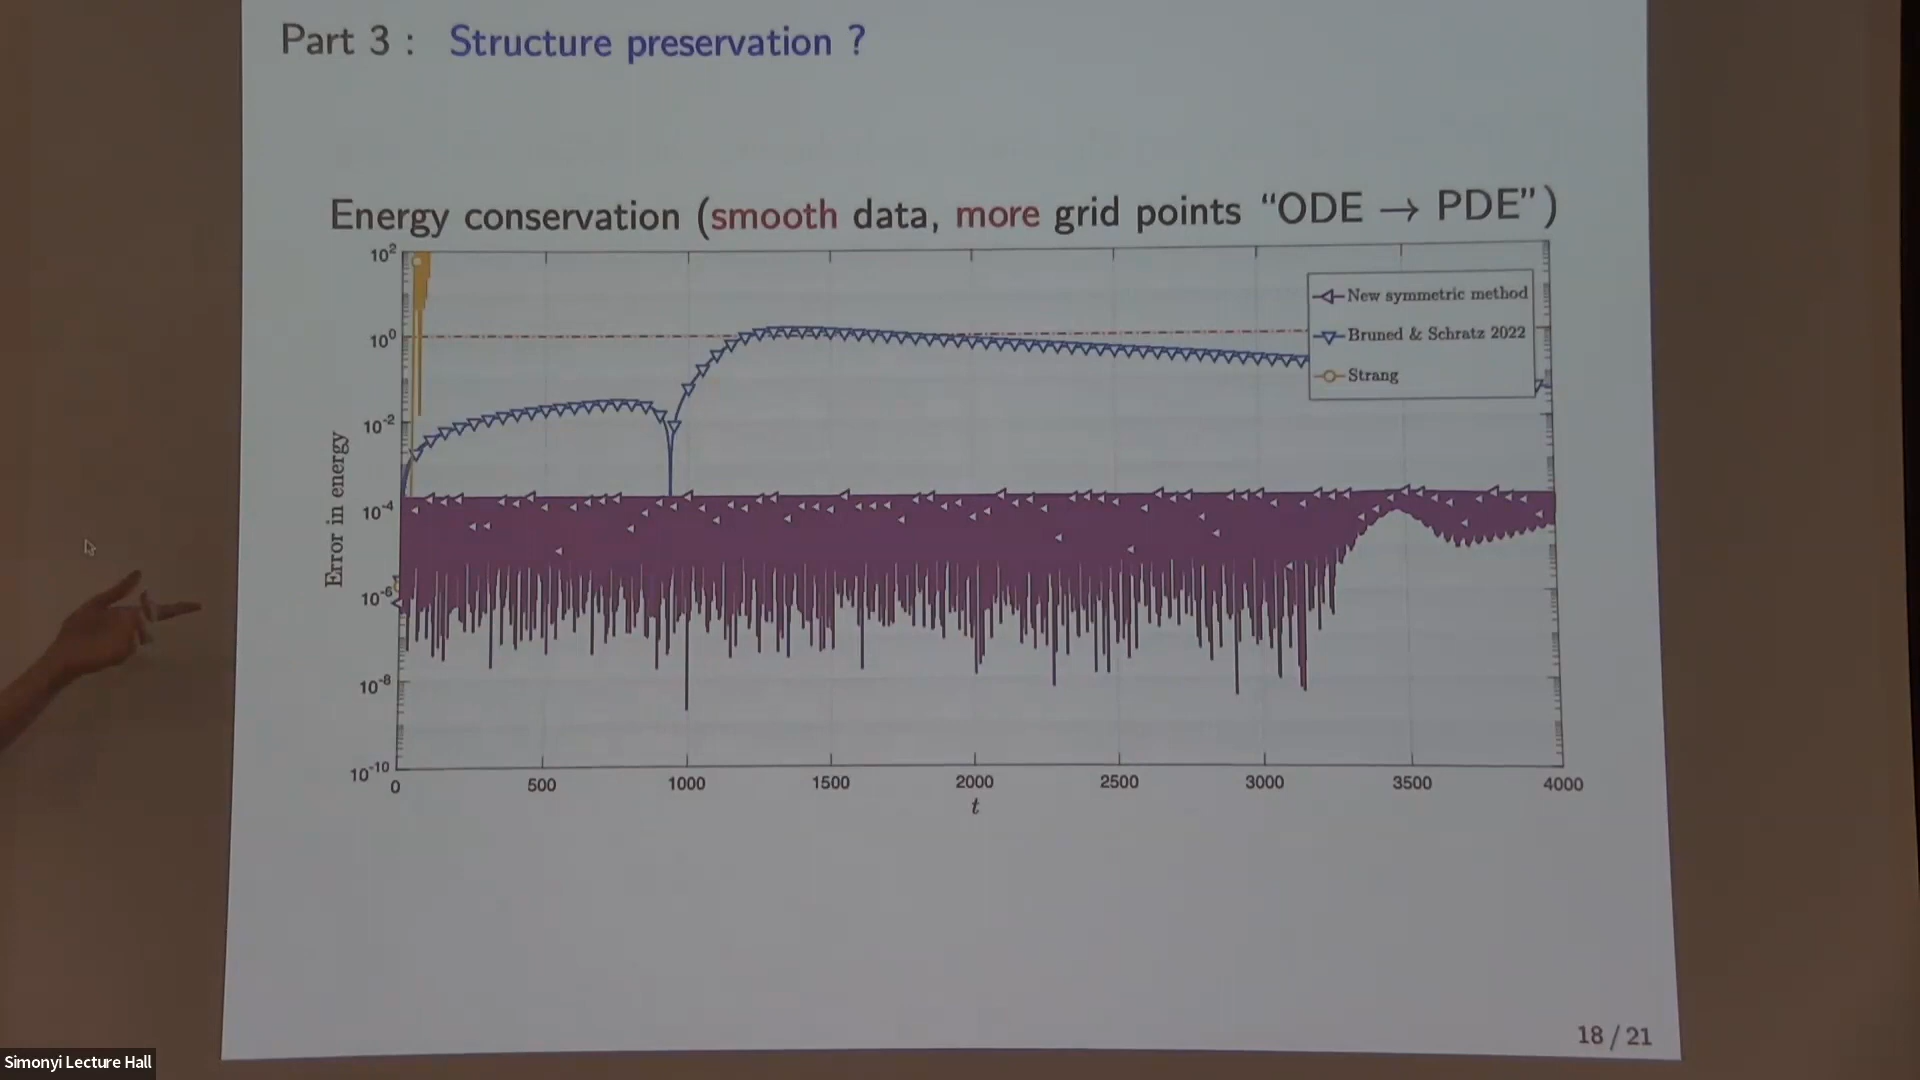 Part 3 : Structure preservation ?
Energy conservation (smooth data, more grid points “ODE → PDE”)
10²
10⁰
10⁻²
10⁻⁴
10⁻⁶
10⁻⁸
10⁻¹⁰
Error in energy
New symmetric method
Bruned & Schratz 2022
Strang
0 500 1000 1500 2000 2500 3000 3500 4000
t
18 / 21
Simonyi Lecture Hall